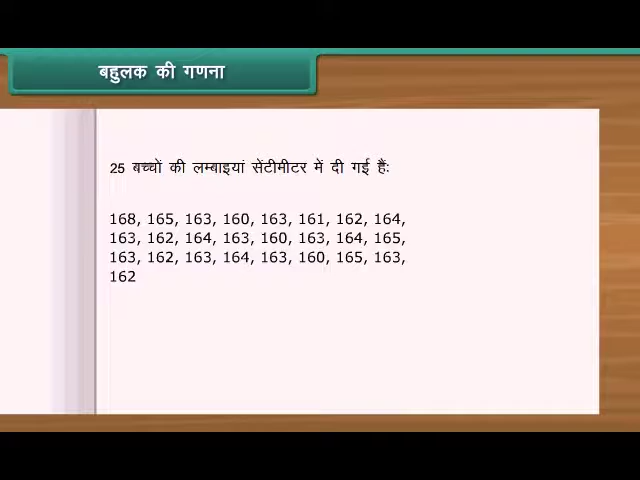 बहुलक की गणना
25 बच्चों की लम्बाइयां सेंटीमीटर में दी गई हैं:
168, 165, 163, 160, 163, 161, 162, 164,
163, 162, 164, 163, 160, 163, 164, 165,
163, 162, 163, 164, 163, 160, 165, 163,
162